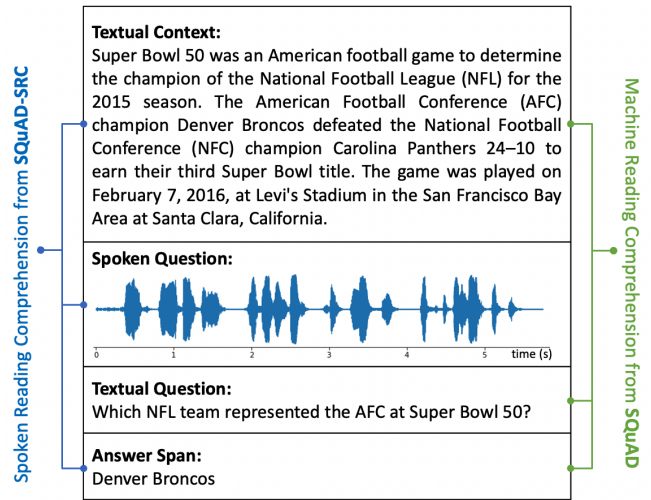 Textual Context:
Super Bowl 50 was an American football game to determine
the champion of the National Football League (NFL) for the
2015 season. The American Football Conference (AFC)
champion Denver Broncos defeated the National Football
Conference (NFC) champion Carolina Panthers 24–10 to
earn their third Super Bowl title. The game was played on
February 7, 2016, at Levi's Stadium in the San Francisco Bay
Area at Santa Clara, California.
Spoken Question:
0 1 2 3 4 5 time (s)
Textual Question:
Which NFL team represented the AFC at Super Bowl 50?
Answer Span:
Denver Broncos
Spoken Reading Comprehension from SQuAD-SRC
Machine Reading Comprehension from SQuAD